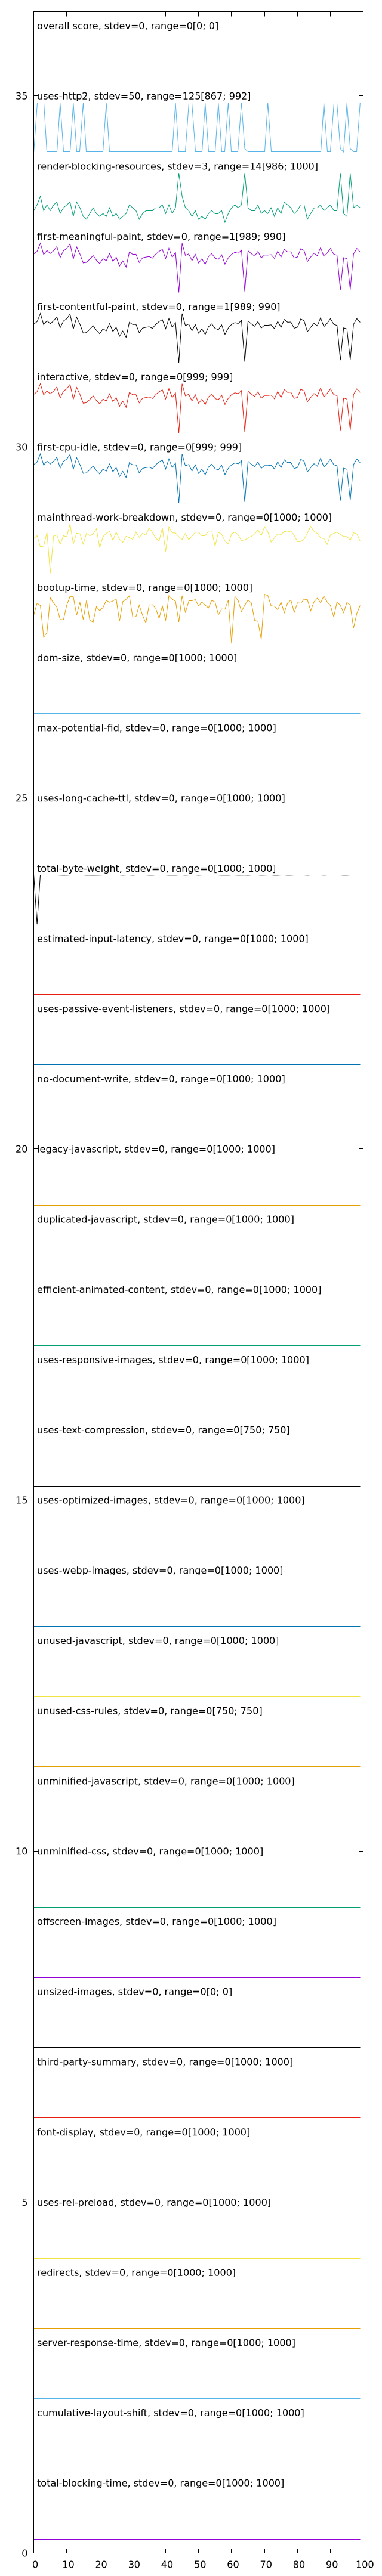 overall score, stdev=0, range=0[0; 0]
35
uses-http2, stdev=50, range=125[867; 992]
render-blocking-resources, stdev=3, range=14[986; 1000]
first-meaningful-paint, stdev=0, range=1[989; 990]
first-contentful-paint, stdev=0, range=1[989; 990]
interactive, stdev=0, range=0[999; 999]
30
first-cpu-idle, stdev=0, range=0[999; 999]
mainthread-work-breakdown, stdev=0, range=0[1000; 1000]
bootup-time, stdev=0, range=0[1000; 1000]
dom-size, stdev=0, range=0[1000; 1000]
max-potential-fid, stdev=0, range=0[1000; 1000]
25
uses-long-cache-ttl, stdev=0, range=0[1000; 1000]
total-byte-weight, stdev=0, range=0[1000; 1000]
estimated-input-latency, stdev=0, range=0[1000; 1000]
uses-passive-event-listeners, stdev=0, range=0[1000; 1000]
no-document-write, stdev=0, range=0[1000; 1000]
20
legacy-javascript, stdev=0, range=0[1000; 1000]
duplicated-javascript, stdev=0, range=0[1000; 1000]
efficient-animated-content, stdev=0, range=0[1000; 1000]
uses-responsive-images, stdev=0, range=0[1000; 1000]
uses-text-compression, stdev=0, range=0[750; 750]
15
uses-optimized-images, stdev=0, range=0[1000; 1000]
uses-webp-images, stdev=0, range=0[1000; 1000]
unused-javascript, stdev=0, range=0[1000; 1000]
unused-css-rules, stdev=0, range=0[750; 750]
unminified-javascript, stdev=0, range=0[1000; 1000]
10
unminified-css, stdev=0, range=0[1000; 1000]
offscreen-images, stdev=0, range=0[1000; 1000]
unsized-images, stdev=0, range=0[0; 0]
third-party-summary, stdev=0, range=0[1000; 1000]
font-display, stdev=0, range=0[1000; 1000]
5
uses-rel-preload, stdev=0, range=0[1000; 1000]
redirects, stdev=0, range=0[1000; 1000]
server-response-time, stdev=0, range=0[1000; 1000]
cumulative-layout-shift, stdev=0, range=0[1000; 1000]
total-blocking-time, stdev=0, range=0[1000; 1000]
0
0 10 20 30 40 50 60 70 80 90 100